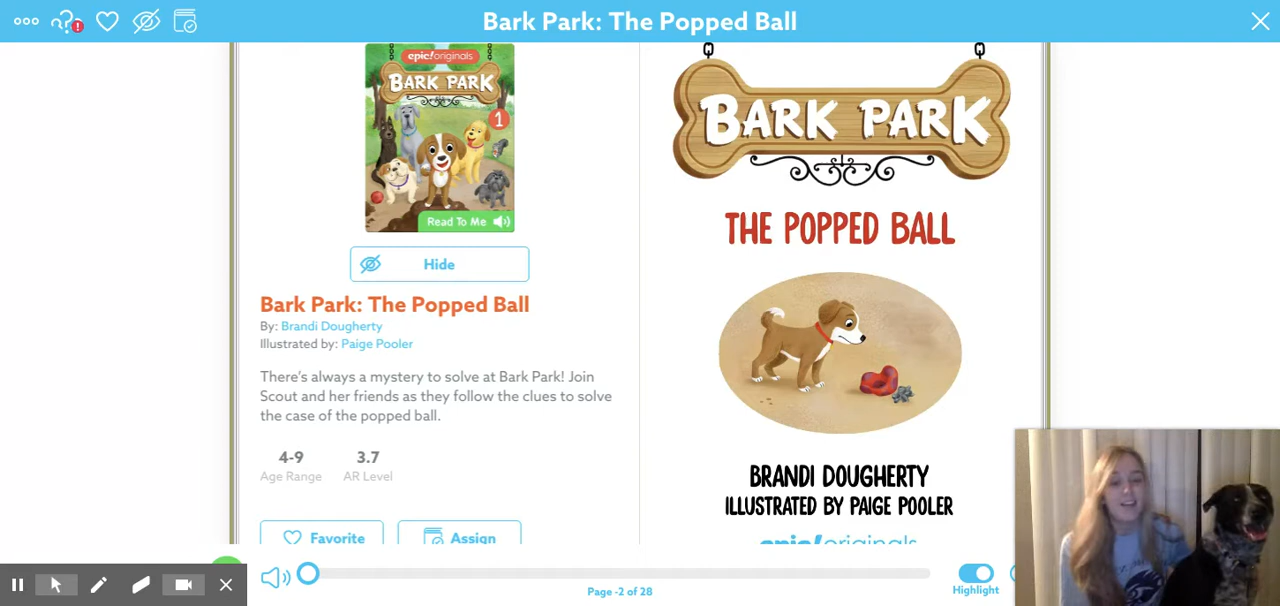 Bark Park: The Popped Ball
epic!originals
BARK PARK
1
Read To Me
Hide
Bark Park: The Popped Ball
By: Brandi Dougherty
Illustrated by: Paige Pooler
There's always a mystery to solve at Bark Park! Join
Scout and her friends as they follow the clues to solve
the case of the popped ball.
4-9
3.7
Age Range
AR Level
Favorite
Assign
BARK PARK
THE POPPED BALL
BRANDI DOUGHERTY
ILLUSTRATED BY PAIGE POOLER
epic!originals
Page -2 of 28
Highlight